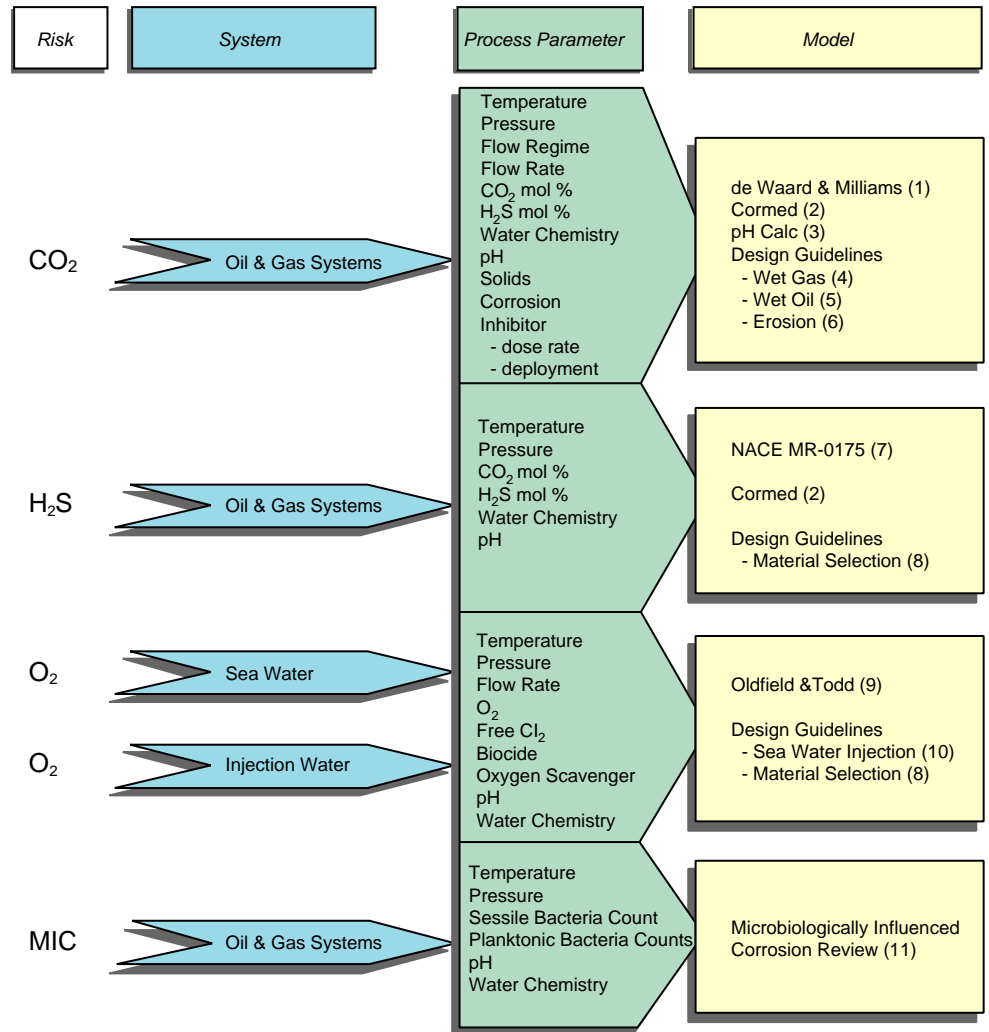 Risk
System
Process Parameter
Model
CO₂
Oil & Gas Systems
Temperature
Pressure
Flow Regime
Flow Rate
CO₂ mol %
H₂S mol %
Water Chemistry
pH
Solids
Corrosion
Inhibitor
- dose rate
- deployment
de Waard & Milliams (1)
Cormed (2)
pH Calc (3)
Design Guidelines
- Wet Gas (4)
- Wet Oil (5)
- Erosion (6)
H₂S
Oil & Gas Systems
Temperature
Pressure
CO₂ mol %
H₂S mol %
Water Chemistry
pH
NACE MR-0175 (7)
Cormed (2)
Design Guidelines
- Material Selection (8)
O₂
Sea Water
O₂
Injection Water
Temperature
Pressure
Flow Rate
O₂
Free Cl₂
Biocide
Oxygen Scavenger
pH
Water Chemistry
Oldfield &Todd (9)
Design Guidelines
- Sea Water Injection (10)
- Material Selection (8)
MIC
Oil & Gas Systems
Temperature
Pressure
Sessile Bacteria Count
Planktonic Bacteria Counts
pH
Water Chemistry
Microbiologically Influenced
Corrosion Review (11)